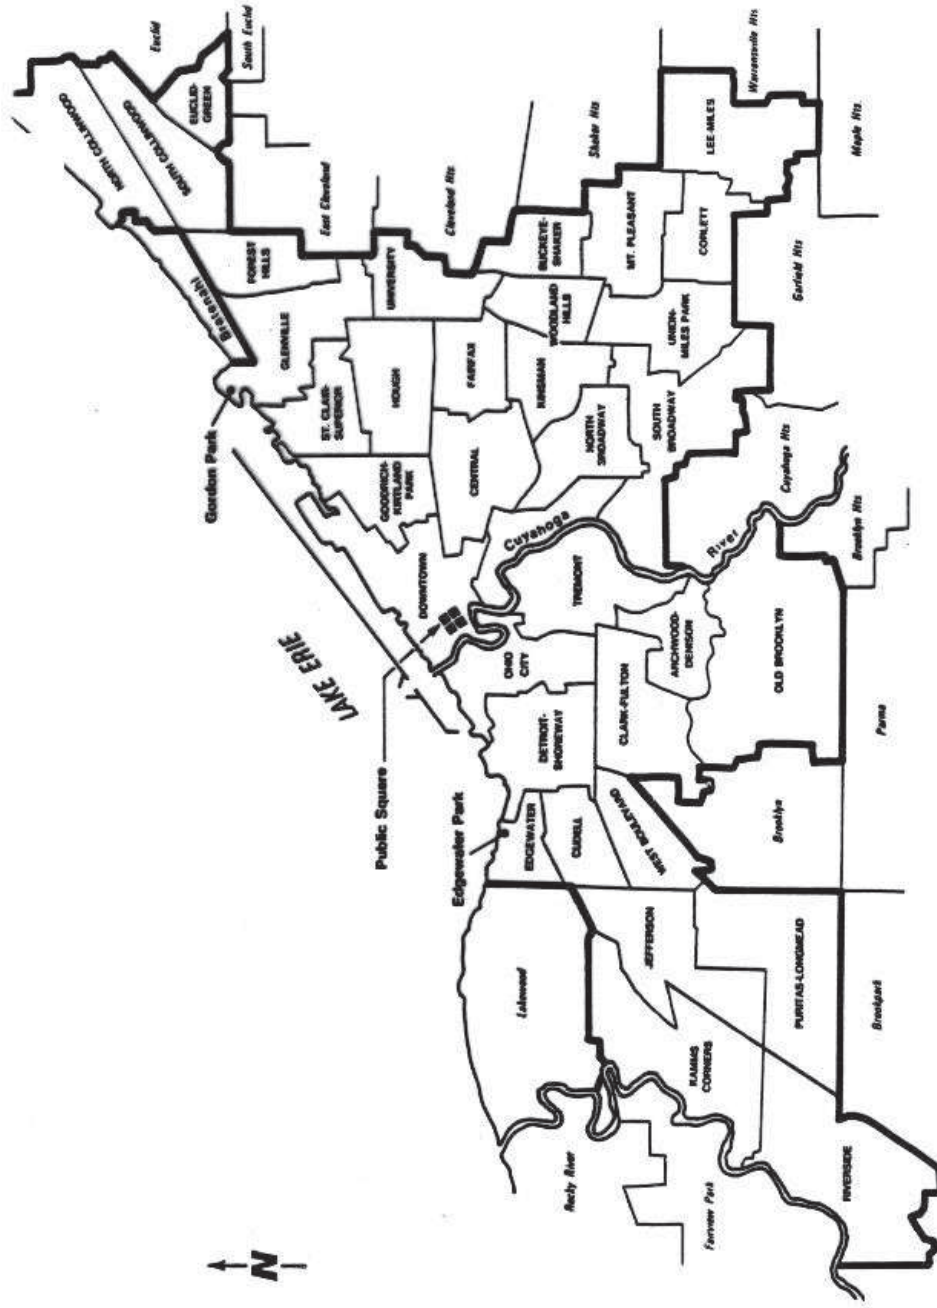 N
LAKE ERIE
Gordon Park
Public Square
Edgewater Park
Euclid
South Euclid
NORTH COLLINWOOD
SOUTH COLLINWOOD
EUCLID-
GREEN
Bratenahl
FOREST
HILLS
East Cleveland
GLENVILLE
UNIVERSITY
Cleveland Hts
ST. CLAIR-
SUPERIOR
HOUGH
FAIRFAX
GOODRICH-
KIRTLAND
PARK
CENTRAL
KINSMAN
WOODLAND
HILLS
BUCKEYE-
SHAKER
Shaker Hts
MT. PLEASANT
LEE-MILES
Warrensville Hts
CORLETT
UNION-
MILES PARK
Maple Hts.
Garfield Hts
NORTH
BROADWAY
SOUTH
BROADWAY
DOWNTOWN
Cuyahoga
River
Cuyahoga Hts
Brooklyn Hts
OHIO
CITY
TREMONT
DETROIT-
SHOREWAY
CLARK-FULTON
ARCHWOOD-
DENISON
OLD BROOKLYN
Parma
EDGEWATER
CUDELL
WEST BOULEVARD
Brooklyn
Lakewood
JEFFERSON
PURITAS-LONGMEAD
Brookpark
KAMMS
CORNERS
Rocky River
Fairview Park
RIVERSIDE